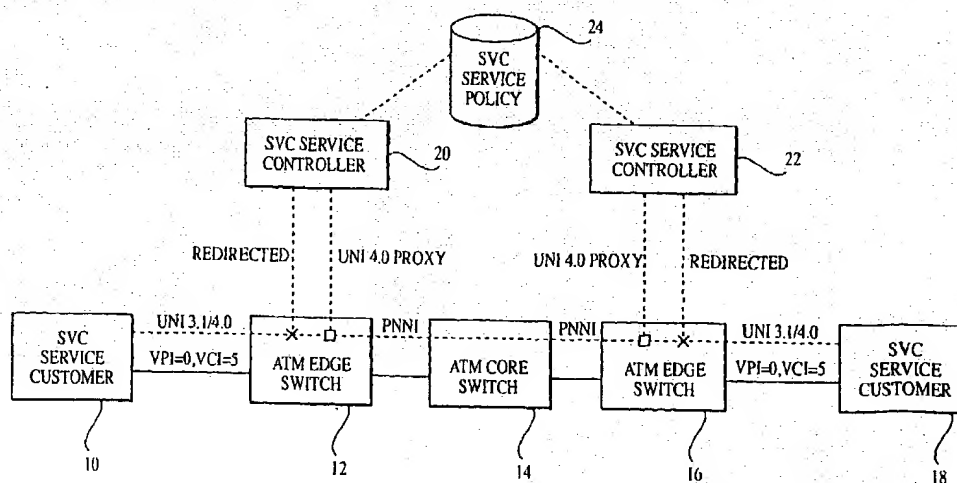 24
SVC
SERVICE
POLICY
SVC SERVICE
CONTROLLER
20
SVC SERVICE
CONTROLLER
22
REDIRECTED
UNI 4.0 PROXY
UNI 4.0 PROXY
REDIRECTED
SVC
SERVICE
CUSTOMER
UNI 3.1/4.0
VPI=0,VCI=5
ATM EDGE
SWITCH
PNNI
ATM CORE
SWITCH
PNNI
ATM EDGE
SWITCH
UNI 3.1/4.0
VPI=0,VCI=5
SVC
SERVICE
CUSTOMER
10
12
14
16
18